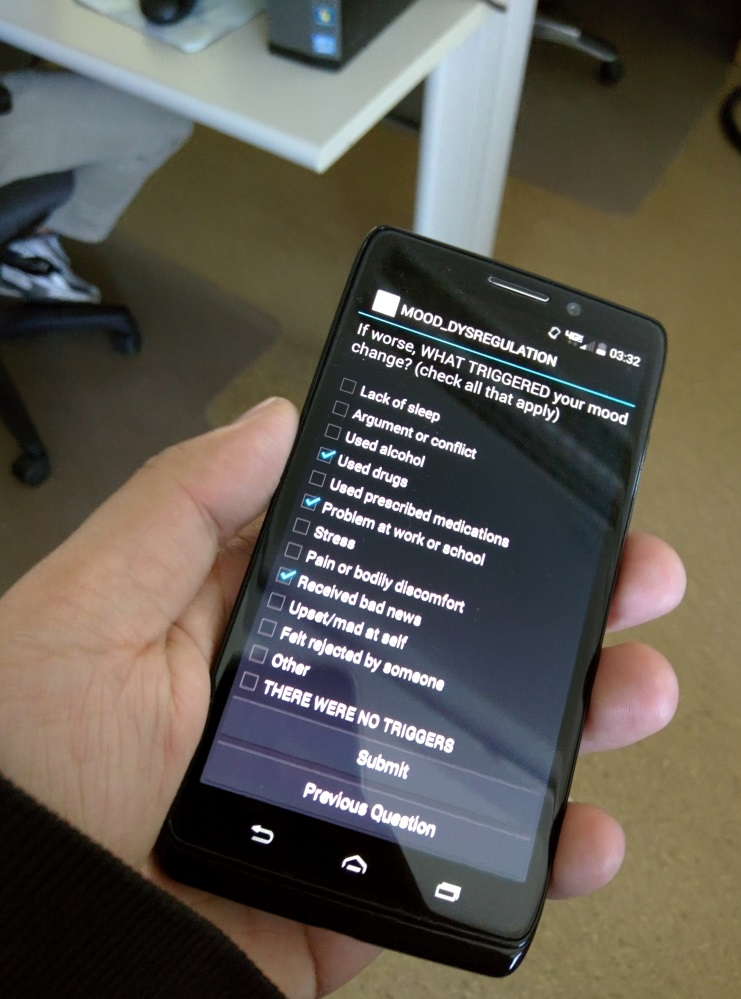 03:32
MOOD_DYSREGULATION
If worse, WHAT TRIGGERED your mood
change? (check all that apply)
Lack of sleep
Argument or conflict
Used alcohol
Used drugs
Used prescribed medications
Problem at work or school
Stress
Pain or bodily discomfort
Received bad news
Upset/mad at self
Felt rejected by someone
Other
THERE WERE NO TRIGGERS
Submit
Previous Question